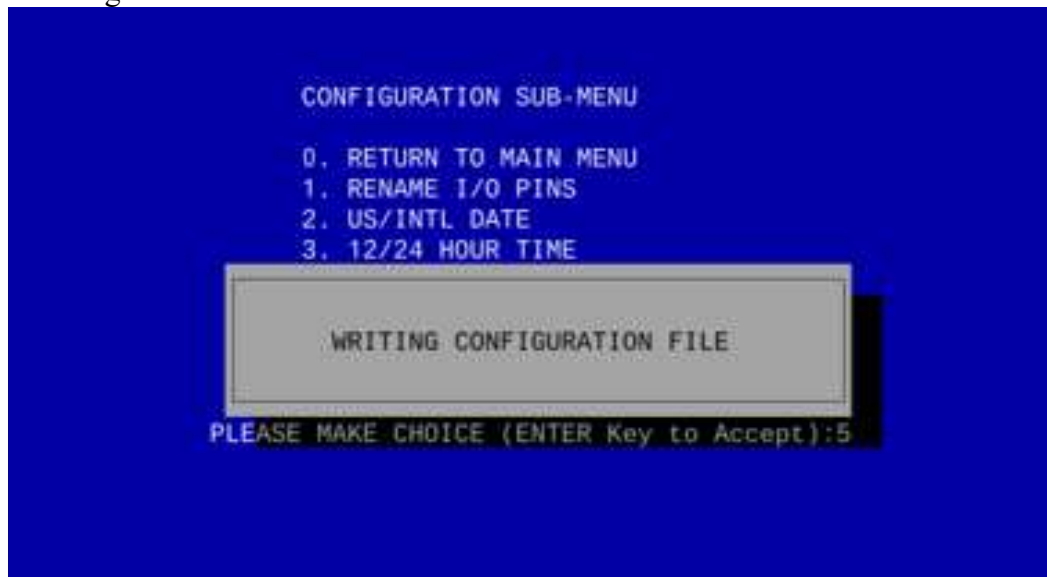 CONFIGURATION SUB-MENU
0. RETURN TO MAIN MENU
1. RENAME I/O PINS
2. US/INTL DATE
3. 12/24 HOUR TIME
WRITING CONFIGURATION FILE
PLEASE MAKE CHOICE (ENTER Key to Accept):5